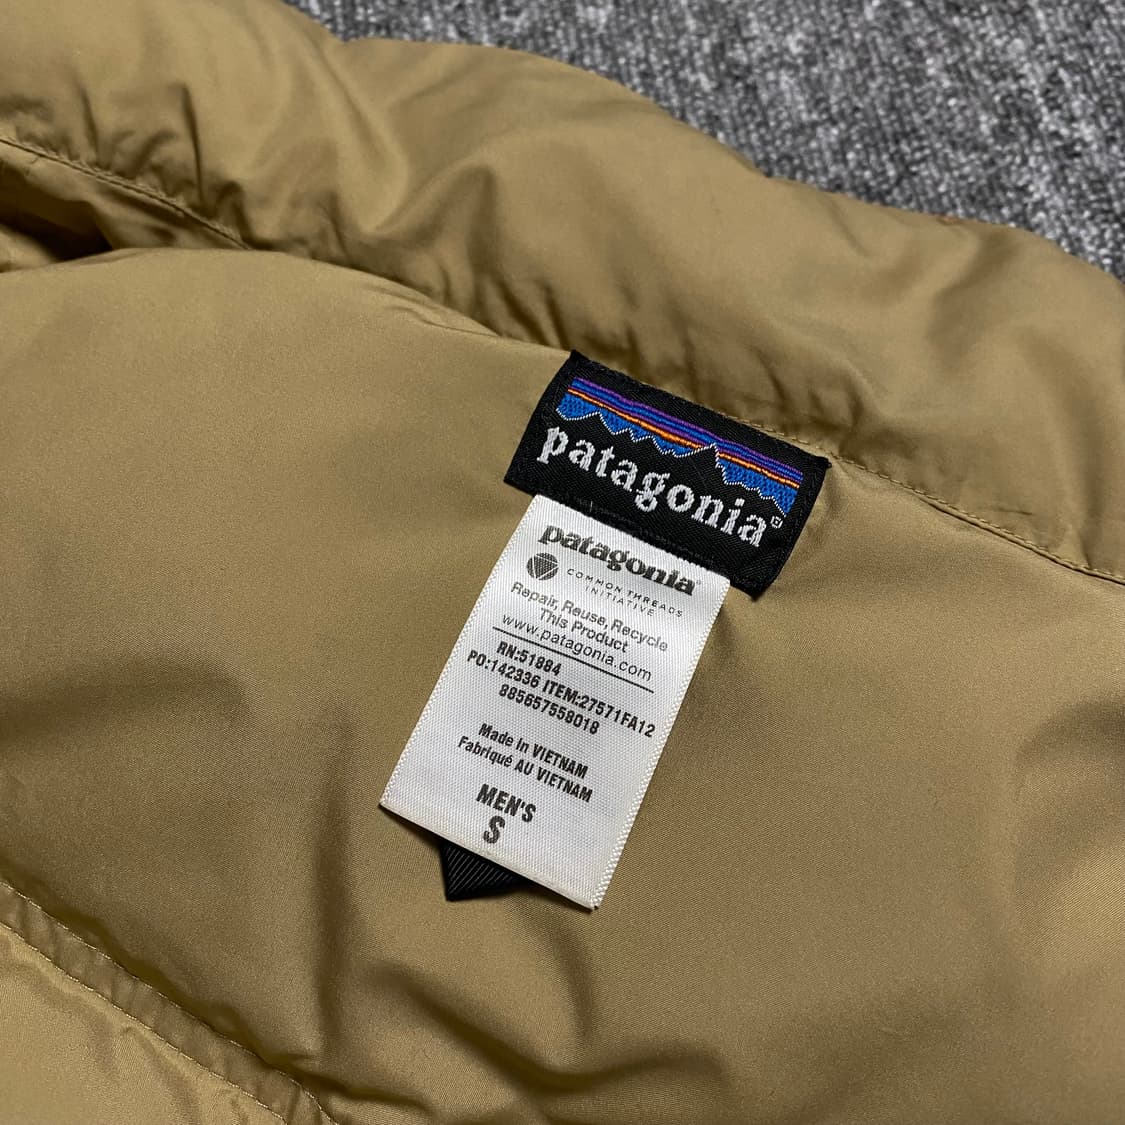 patagonia®
patagonia®
COMMON THREADS
INITIATIVE
Repair, Reuse, Recycle
This Product
www.patagonia.com
RN:51884
PO:142336 ITEM:27571FA12
885657558018
Made in VIETNAM
Fabriqué AU VIETNAM
MEN'S
S